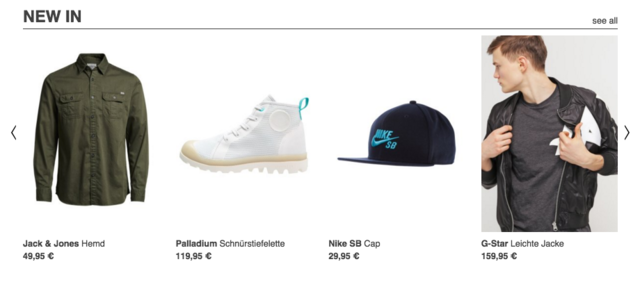 NEW IN
see all
NIKE
SB
Jack & Jones Hemd
49,95 €
Palladium Schnürstiefelette
119,95 €
Nike SB Cap
29,95 €
G-Star Leichte Jacke
159,95 €